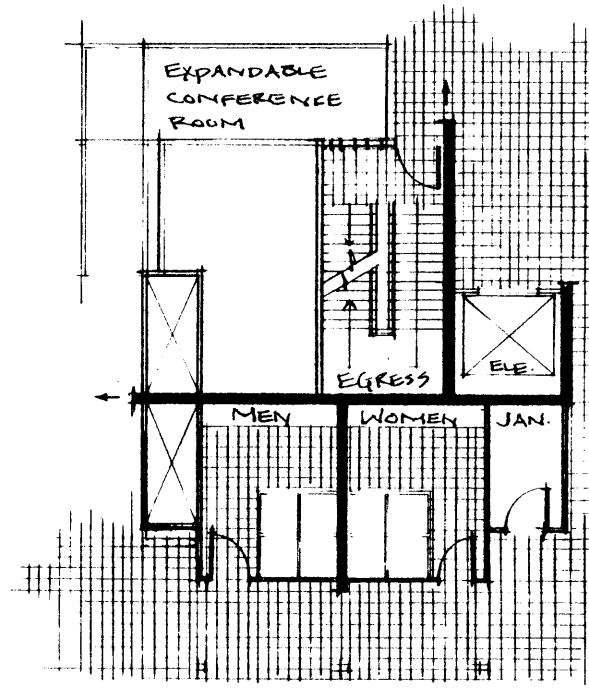 EXPANDABLE
CONFERENCE
ROOM
ELE.
EGRESS
MEN
WOMEN
JAN.